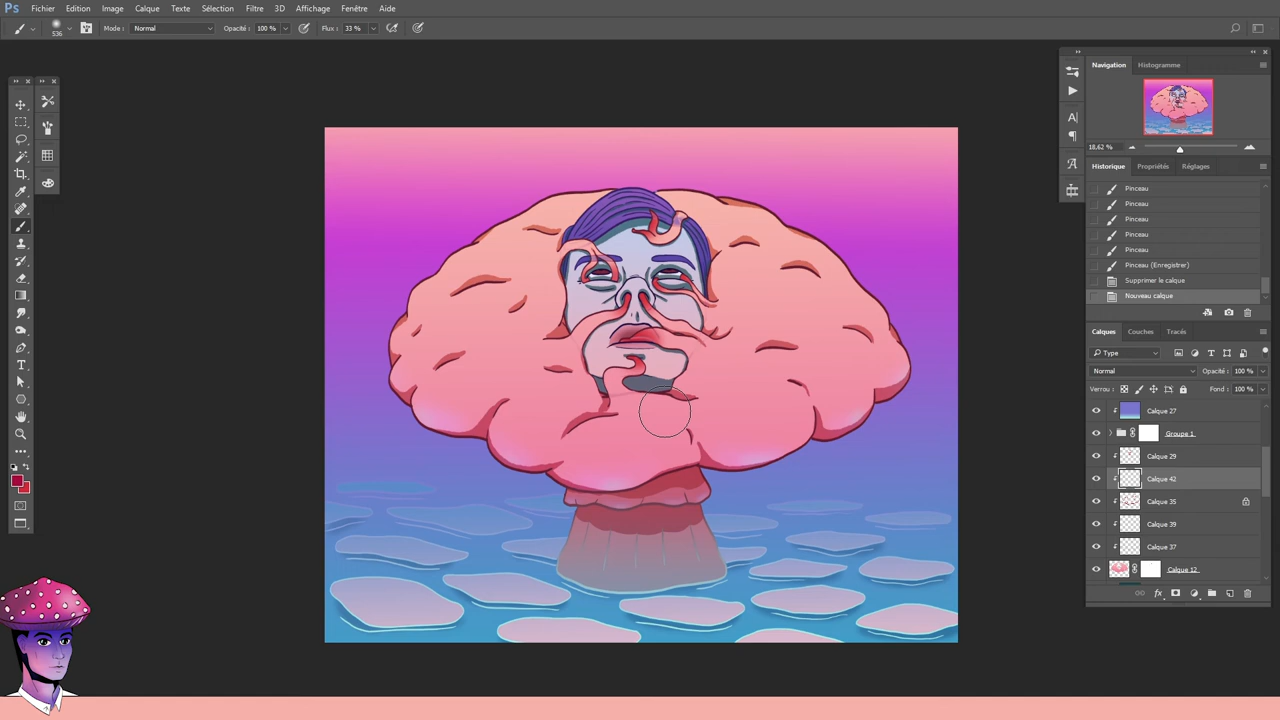 Ps Fichier Edition Image Calque Texte Sélection Filtre 3D Affichage Fenêtre Aide
536 Mode : Normal Opacité : 100 % Flux : 33 %
Navigation Histogramme
18,62 %
Historique Propriétés Réglages
Pinceau
Pinceau
Pinceau
Pinceau
Pinceau
Pinceau (Enregistrer)
Supprimer le calque
Nouveau calque
Calques Couches Tracés
Type
Normal Opacité : 100 %
Verrou : Fond : 100 %
Calque 27
Groupe 1
Calque 29
Calque 42
Calque 35
Calque 39
Calque 37
Calque 12
fx